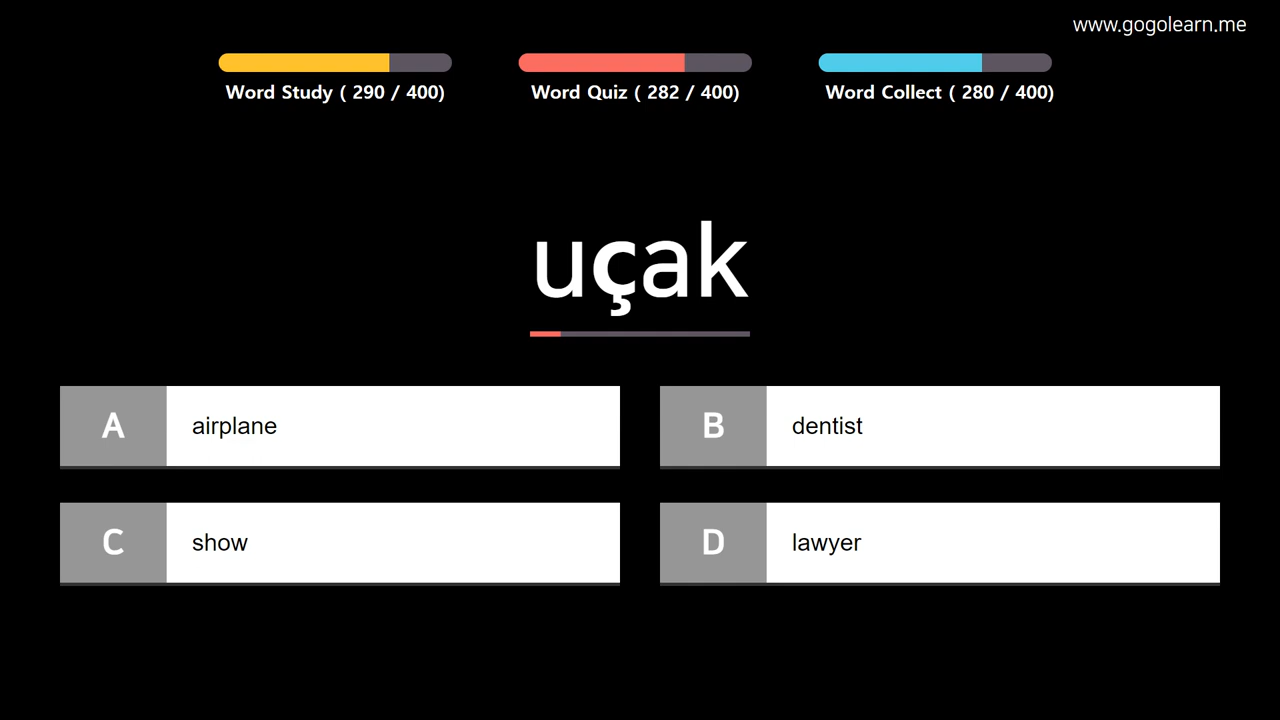 www.gogolearn.me
Word Study ( 290 / 400)
Word Quiz ( 282 / 400)
Word Collect ( 280 / 400)
uçak
A airplane
B dentist
C show
D lawyer